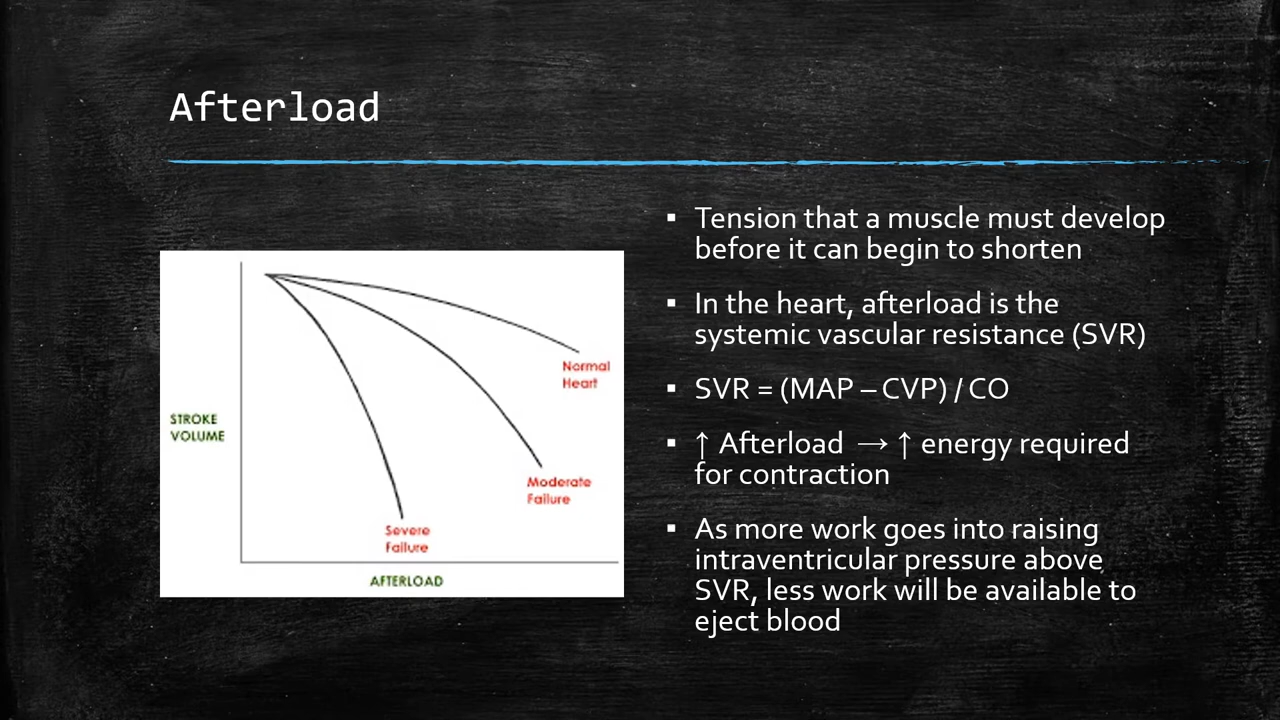 Afterload
STROKE
VOLUME
Normal
Heart
Moderate
Failure
Severe
Failure
AFTERLOAD
▪ Tension that a muscle must develop
before it can begin to shorten
▪ In the heart, afterload is the
systemic vascular resistance (SVR)
▪ SVR = (MAP – CVP) / CO
▪ ↑ Afterload → ↑ energy required
for contraction
▪ As more work goes into raising
intraventricular pressure above
SVR, less work will be available to
eject blood